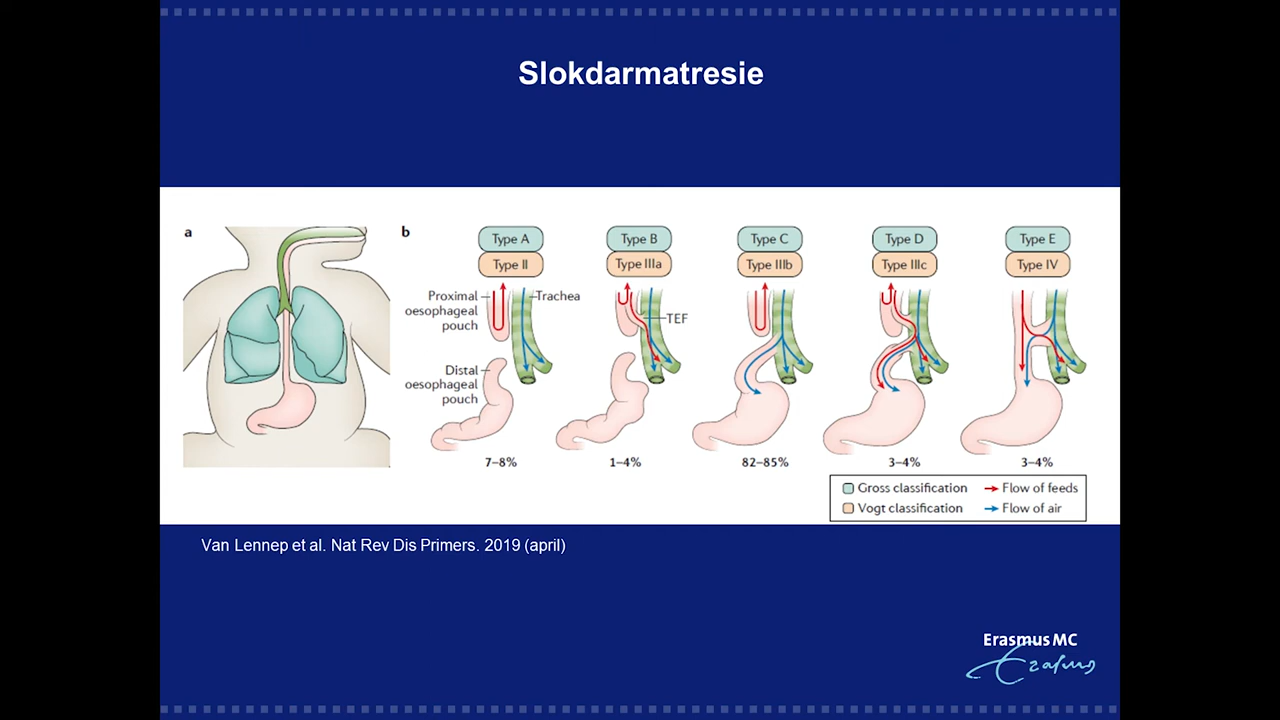 Slokdarmatresie
a
b
Type A
Type II
Type B
Type IIIa
Type C
Type IIIb
Type D
Type IIIc
Type E
Type IV
Proximal
oesophageal
pouch
Trachea
TEF
Distal
oesophageal
pouch
7–8%
1–4%
82–85%
3–4%
3–4%
Gross classification
Flow of feeds
Vogt classification
Flow of air
Van Lennep et al. Nat Rev Dis Primers. 2019 (april)
Erasmus MC
Erasmus